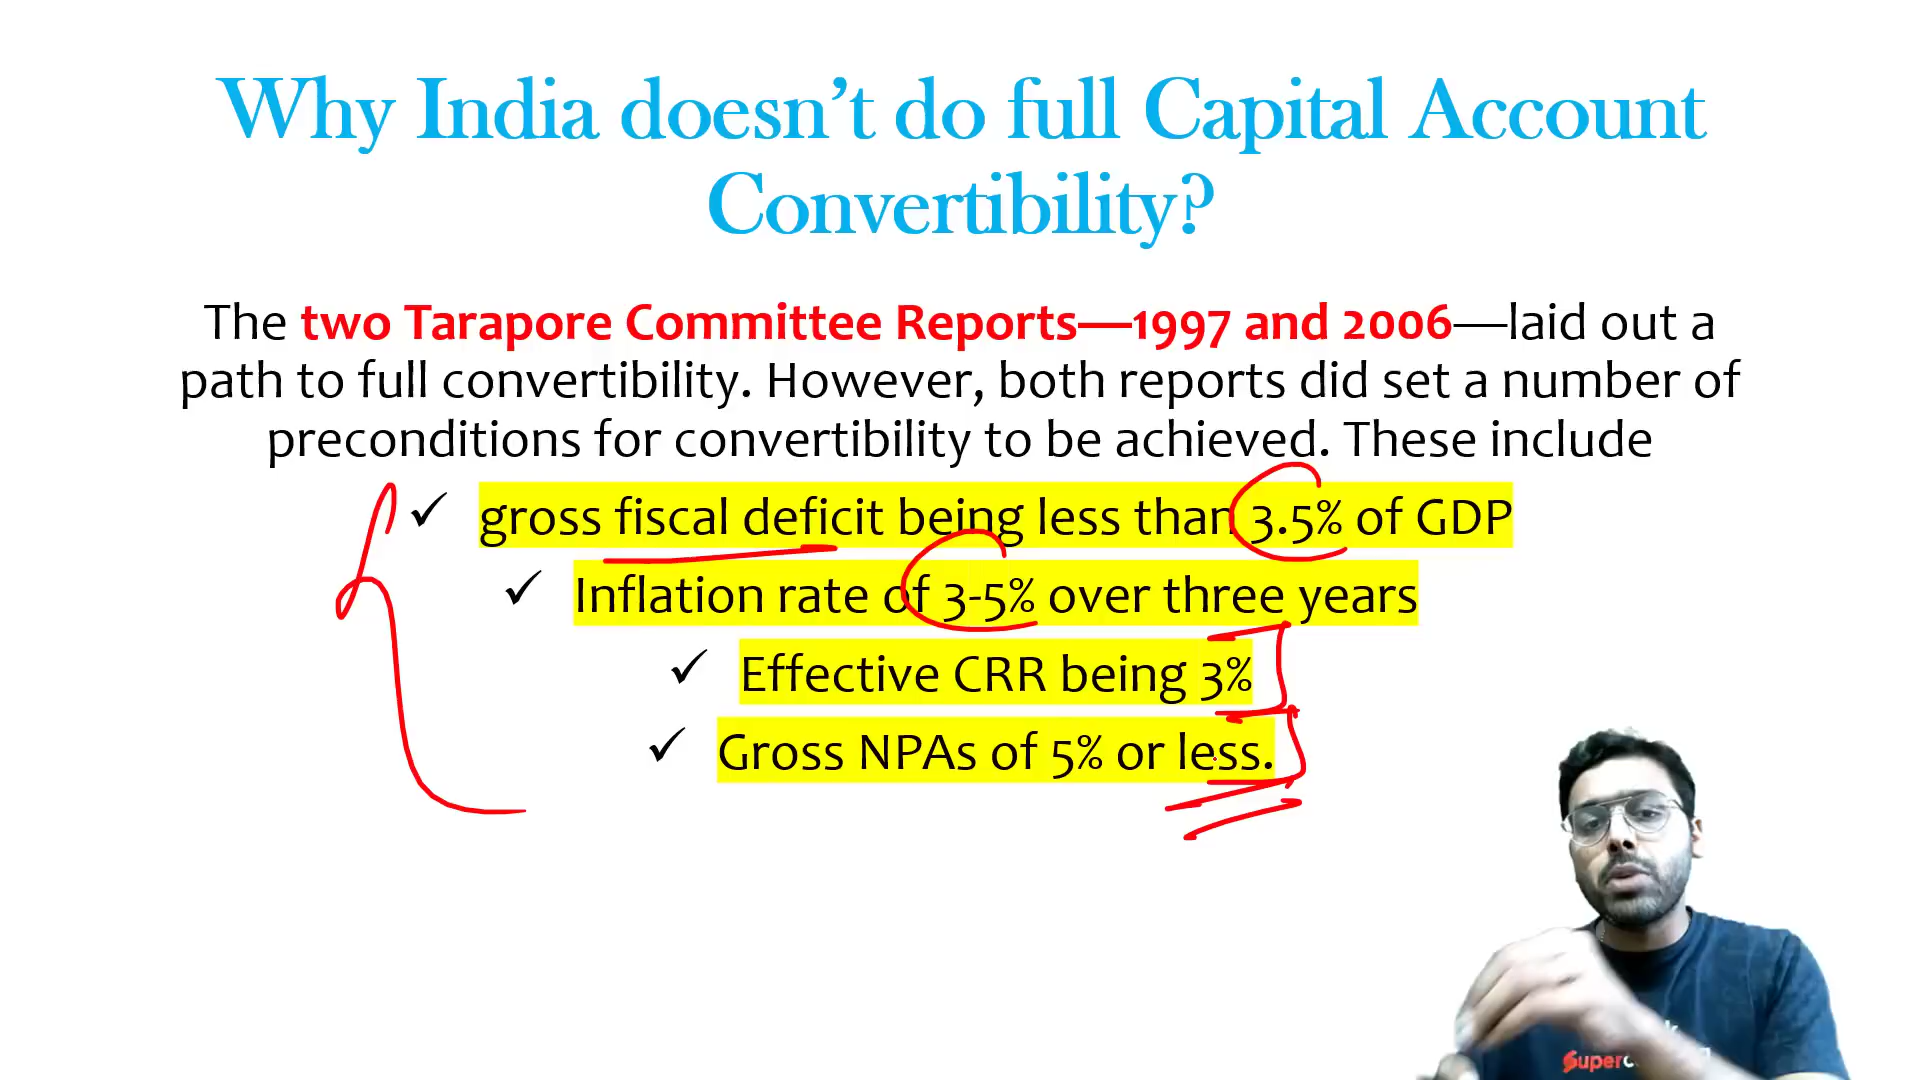 Why India doesn’t do full Capital Account
Convertibility?
The two Tarapore Committee Reports—1997 and 2006—laid out a
path to full convertibility. However, both reports did set a number of
preconditions for convertibility to be achieved. These include
✓ gross fiscal deficit being less than 3.5% of GDP
✓ Inflation rate of 3-5% over three years
✓ Effective CRR being 3%
✓ Gross NPAs of 5% or less.
Super